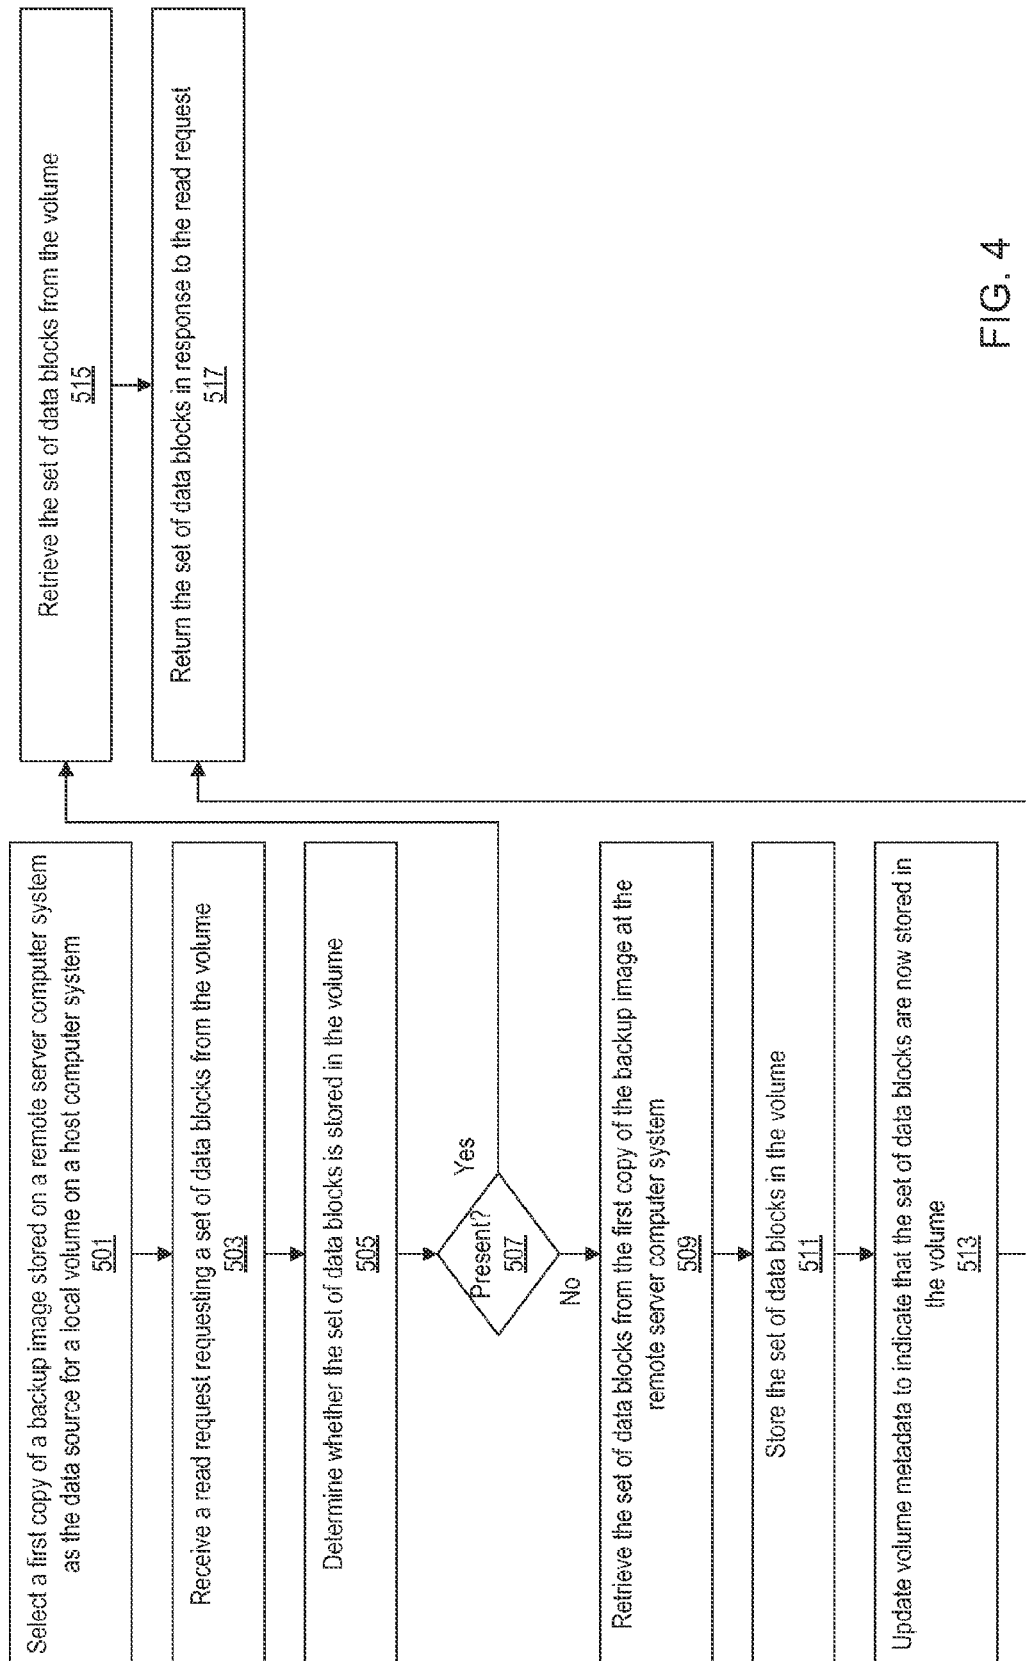 Select a first copy of a backup image stored on a remote server computer system
as the data source for a local volume on a host computer system
501
Receive a read request requesting a set of data blocks from the volume
503
Determine whether the set of data blocks is stored in the volume
505
Present?
507
Yes
No
Retrieve the set of data blocks from the first copy of the backup image at the
remote server computer system
509
Store the set of data blocks in the volume
511
Update volume metadata to indicate that the set of data blocks are now stored in
the volume
513
Retrieve the set of data blocks from the volume
515
Return the set of data blocks in response to the read request
517
FIG. 4